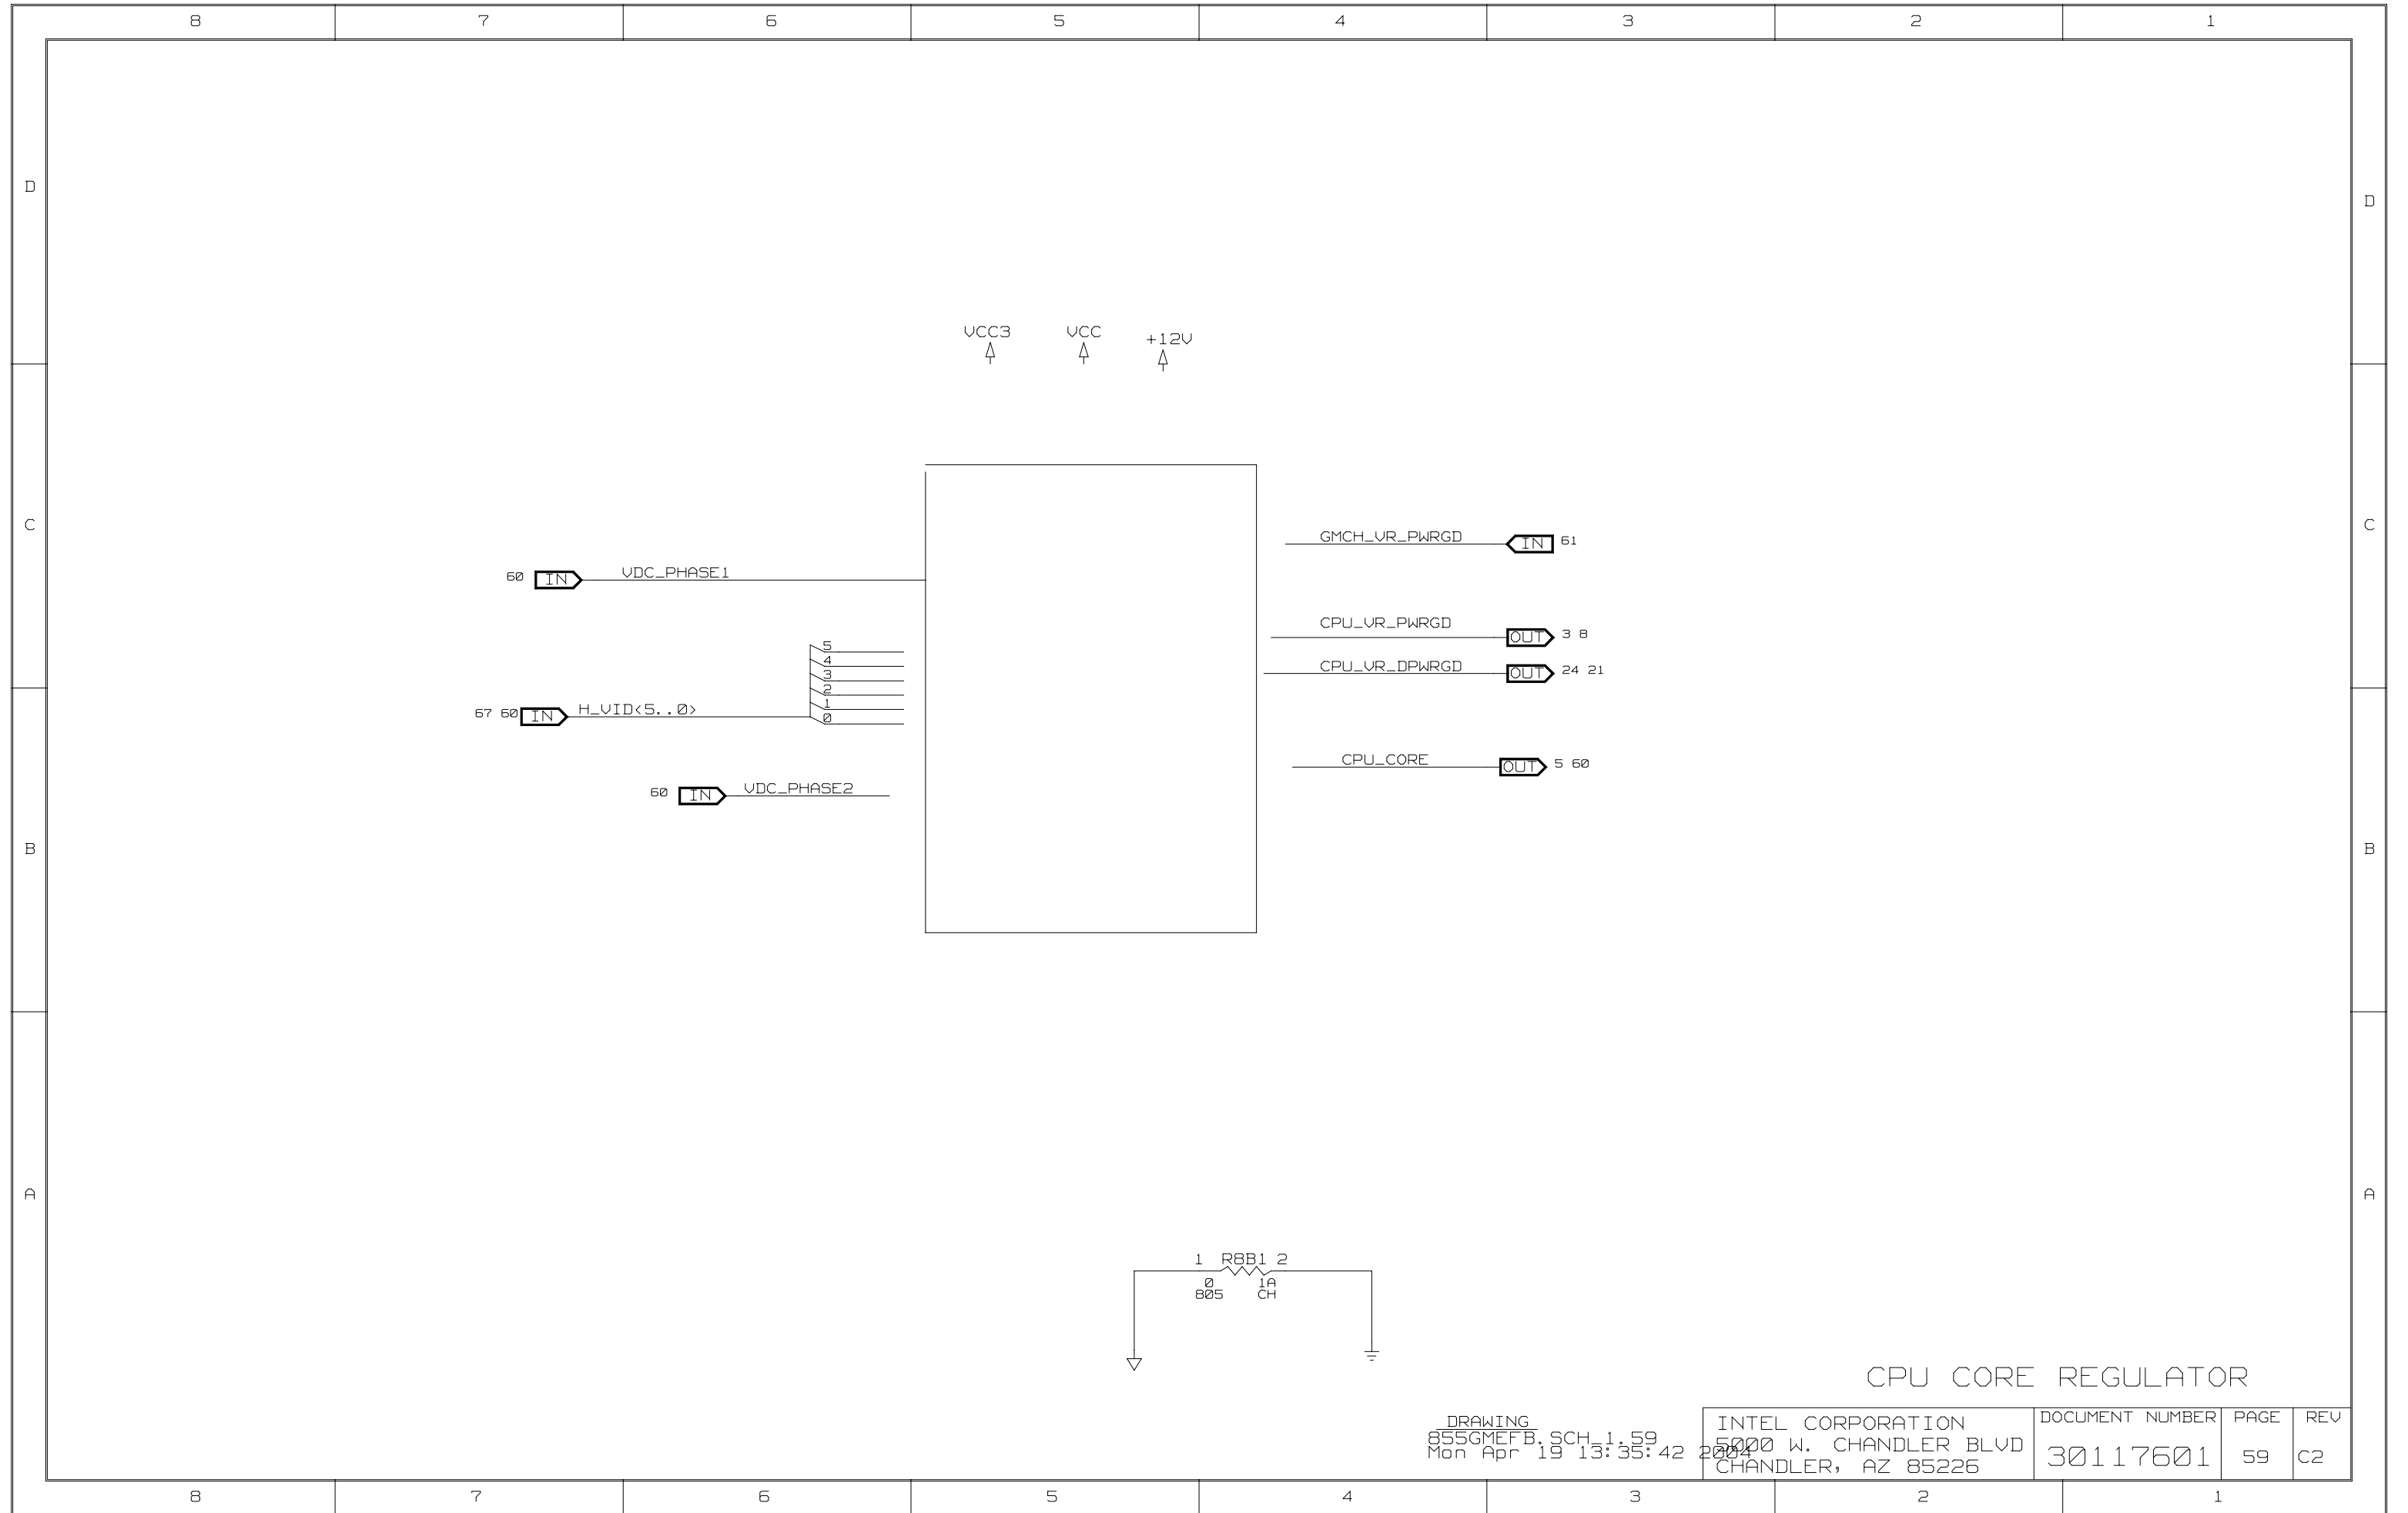 8 7 6 5 4 3 2 1
D D
VCC3 VCC +12V
C C
GMCH_VR_PWRGD IN 61
60 IN VDC_PHASE1
CPU_VR_PWRGD OUT 3 8
5
4
CPU_VR_DPWRGD OUT 24 21
3
2
1
67 60 IN H_VID<5..0>
0
CPU_CORE OUT 5 60
60 IN VDC_PHASE2
B B
A A
1 R8B1 2
0 1A
805 CH
CPU CORE REGULATOR
DRAWING
855GMEFB.SCH_1.59
Mon Apr 19 13:35:42 2004
INTEL CORPORATION
5000 W. CHANDLER BLVD
CHANDLER, AZ 85226
DOCUMENT NUMBER
30117601
PAGE
59
REV
C2
8 7 6 5 4 3 2 1